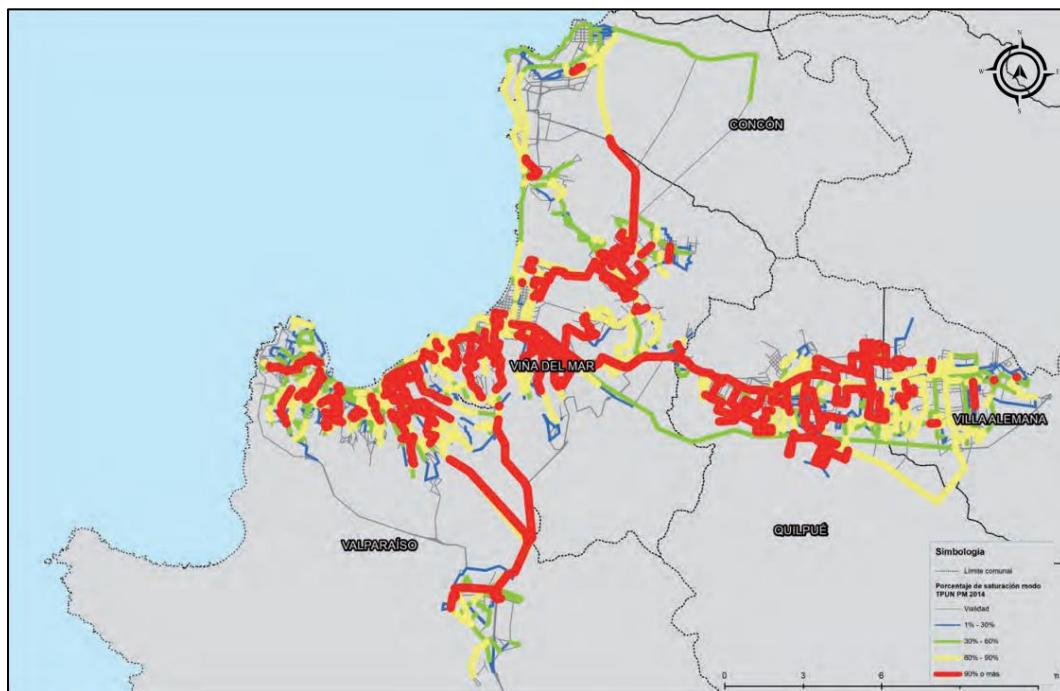 N
W
E
S
CONCÓN
VIÑA DEL MAR
VILLA ALEMANA
QUILPUÉ
VALPARAÍSO
Simbología
Límite comunal
Porcentaje de saturación modo
TPUN PM 2014
Vialidad
1% - 30%
30% - 60%
60% - 90%
90% o más
0 3 6